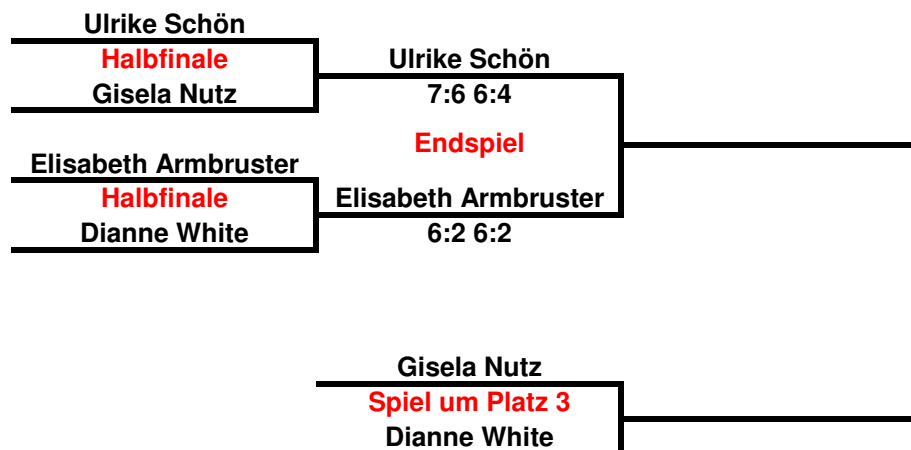 Ulrike Schön
Halbfinale
Gisela Nutz
Ulrike Schön
7:6 6:4
Endspiel
Elisabeth Armbruster
Halbfinale
Dianne White
Elisabeth Armbruster
6:2 6:2
Gisela Nutz
Spiel um Platz 3
Dianne White